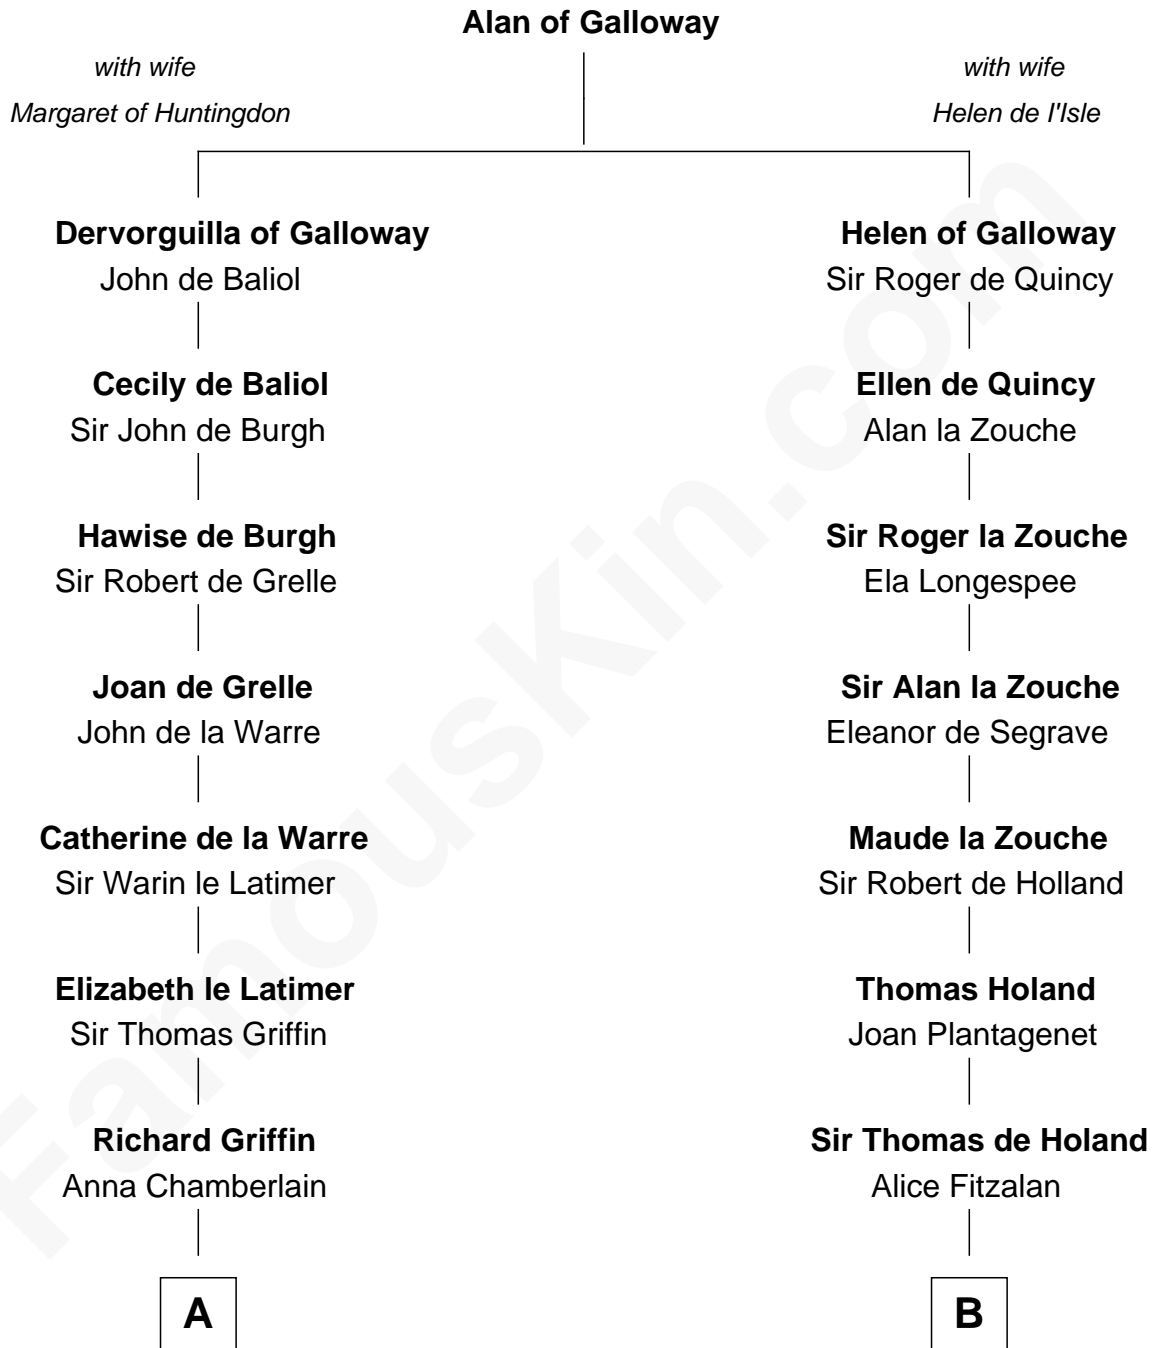 Alan of Galloway
with wife
Margaret of Huntingdon
with wife
Helen de I'Isle
Dervorguilla of Galloway
John de Baliol
Helen of Galloway
Sir Roger de Quincy
Cecily de Baliol
Sir John de Burgh
Ellen de Quincy
Alan la Zouche
Hawise de Burgh
Sir Robert de Grelle
Sir Roger la Zouche
Ela Longespee
Joan de Grelle
John de la Warre
Sir Alan la Zouche
Eleanor de Segrave
Catherine de la Warre
Sir Warin le Latimer
Maude la Zouche
Sir Robert de Holland
Elizabeth le Latimer
Sir Thomas Griffin
Thomas Holand
Joan Plantagenet
Richard Griffin
Anna Chamberlain
Sir Thomas de Holand
Alice Fitzalan
A
B
FamousKin.com